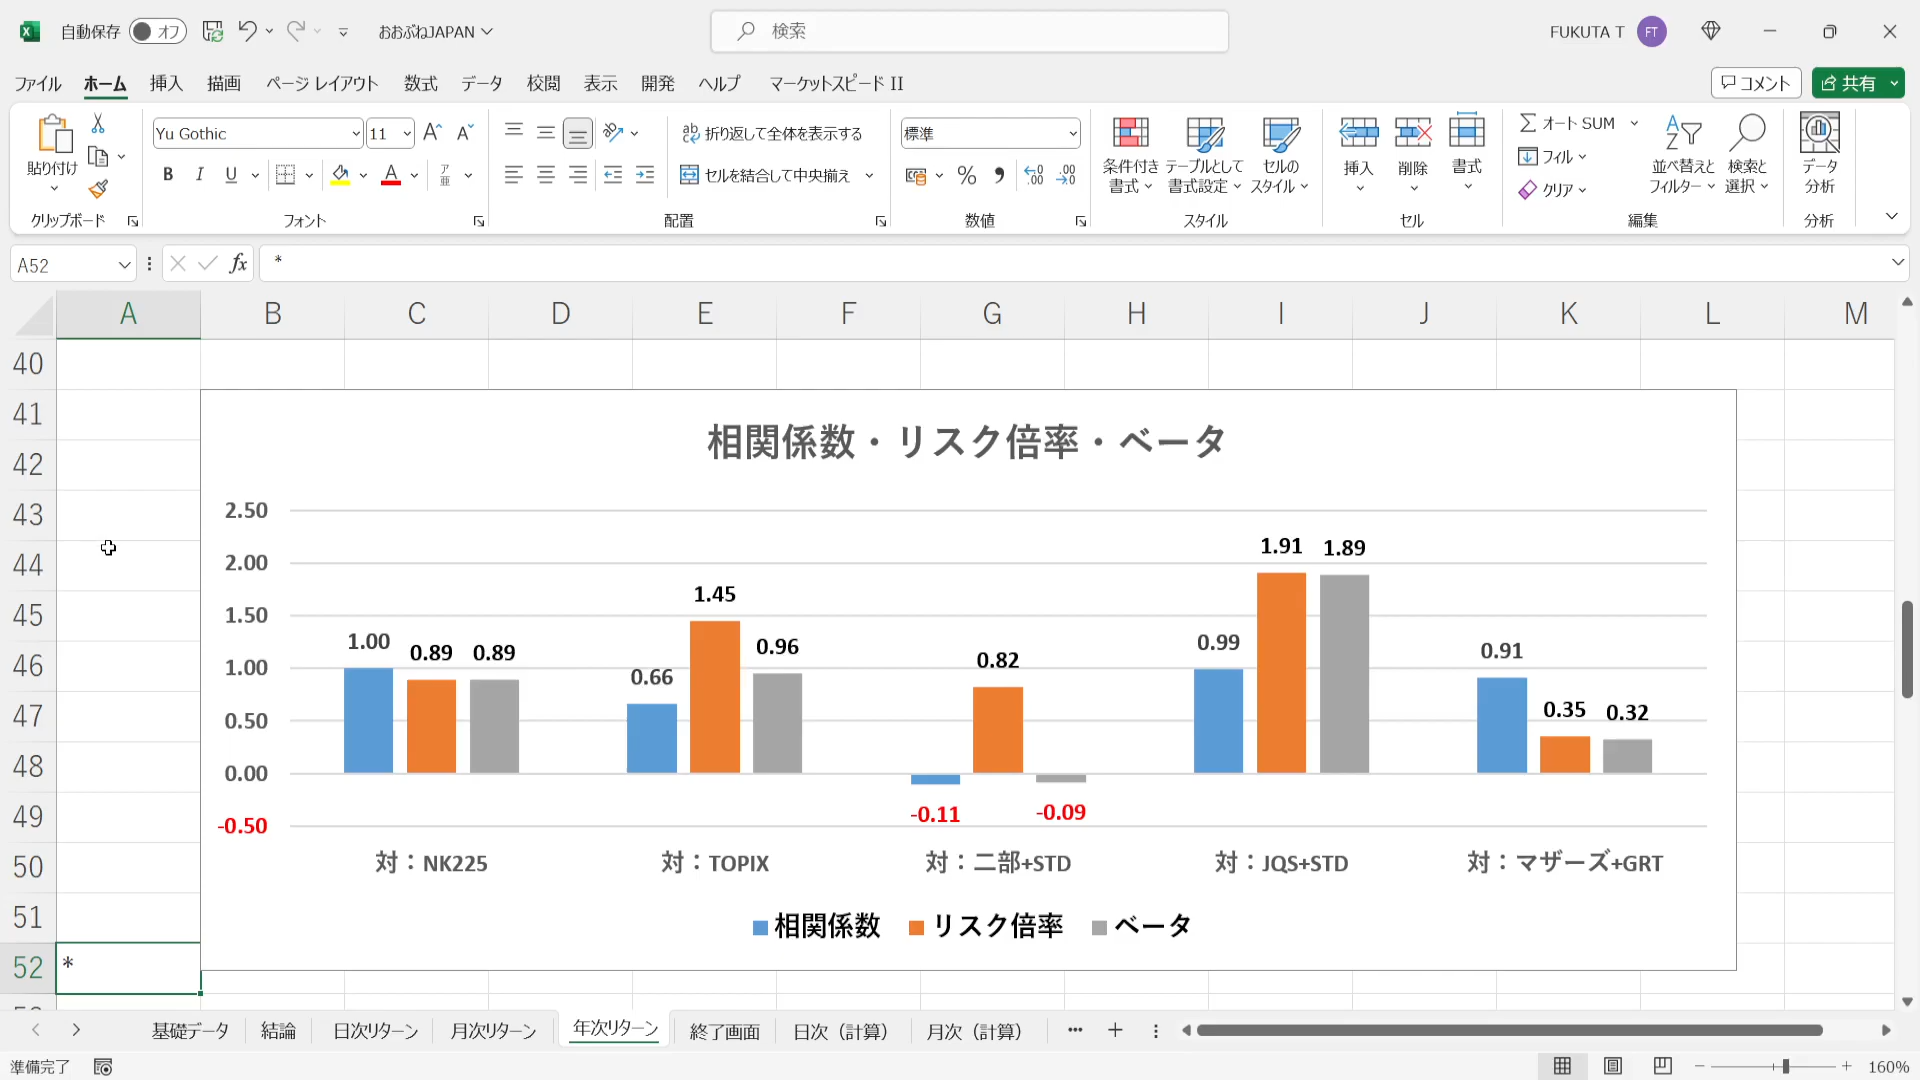 自動保存 オフ おおぶねJAPAN 検索 FUKUTA T FT
ファイル ホーム 挿入 描画 ページ レイアウト 数式 データ 校閲 表示 開発 ヘルプ マーケットスピード II コメント 共有
貼り付け
クリップボード
Yu Gothic 11
B I U
フォント
折り返して全体を表示する
セルを結合して中央揃え
配置
標準
数値
条件付き書式
テーブルとして書式設定
セルのスタイル
スタイル
挿入 削除 書式
セル
オート SUM
フィル
クリア
並べ替えとフィルター
検索と選択
編集
データ分析
分析
A52 fx *
A B C D E F G H I J K L M
40
41
42
43
44
45
46
47
48
49
50
51
52 *
相関係数・リスク倍率・ベータ
2.50
2.00
1.50
1.00
0.50
0.00
-0.50
1.00 0.89 0.89
0.66 1.45 0.96
-0.11 0.82 -0.09
0.99 1.91 1.89
0.91 0.35 0.32
対：NK225 対：TOPIX 対：二部+STD 対：JQS+STD 対：マザーズ+GRT
相関係数 リスク倍率 ベータ
基礎データ 結論 日次リターン 月次リターン 年次リターン 終了画面 日次（計算） 月次（計算）
準備完了 160%